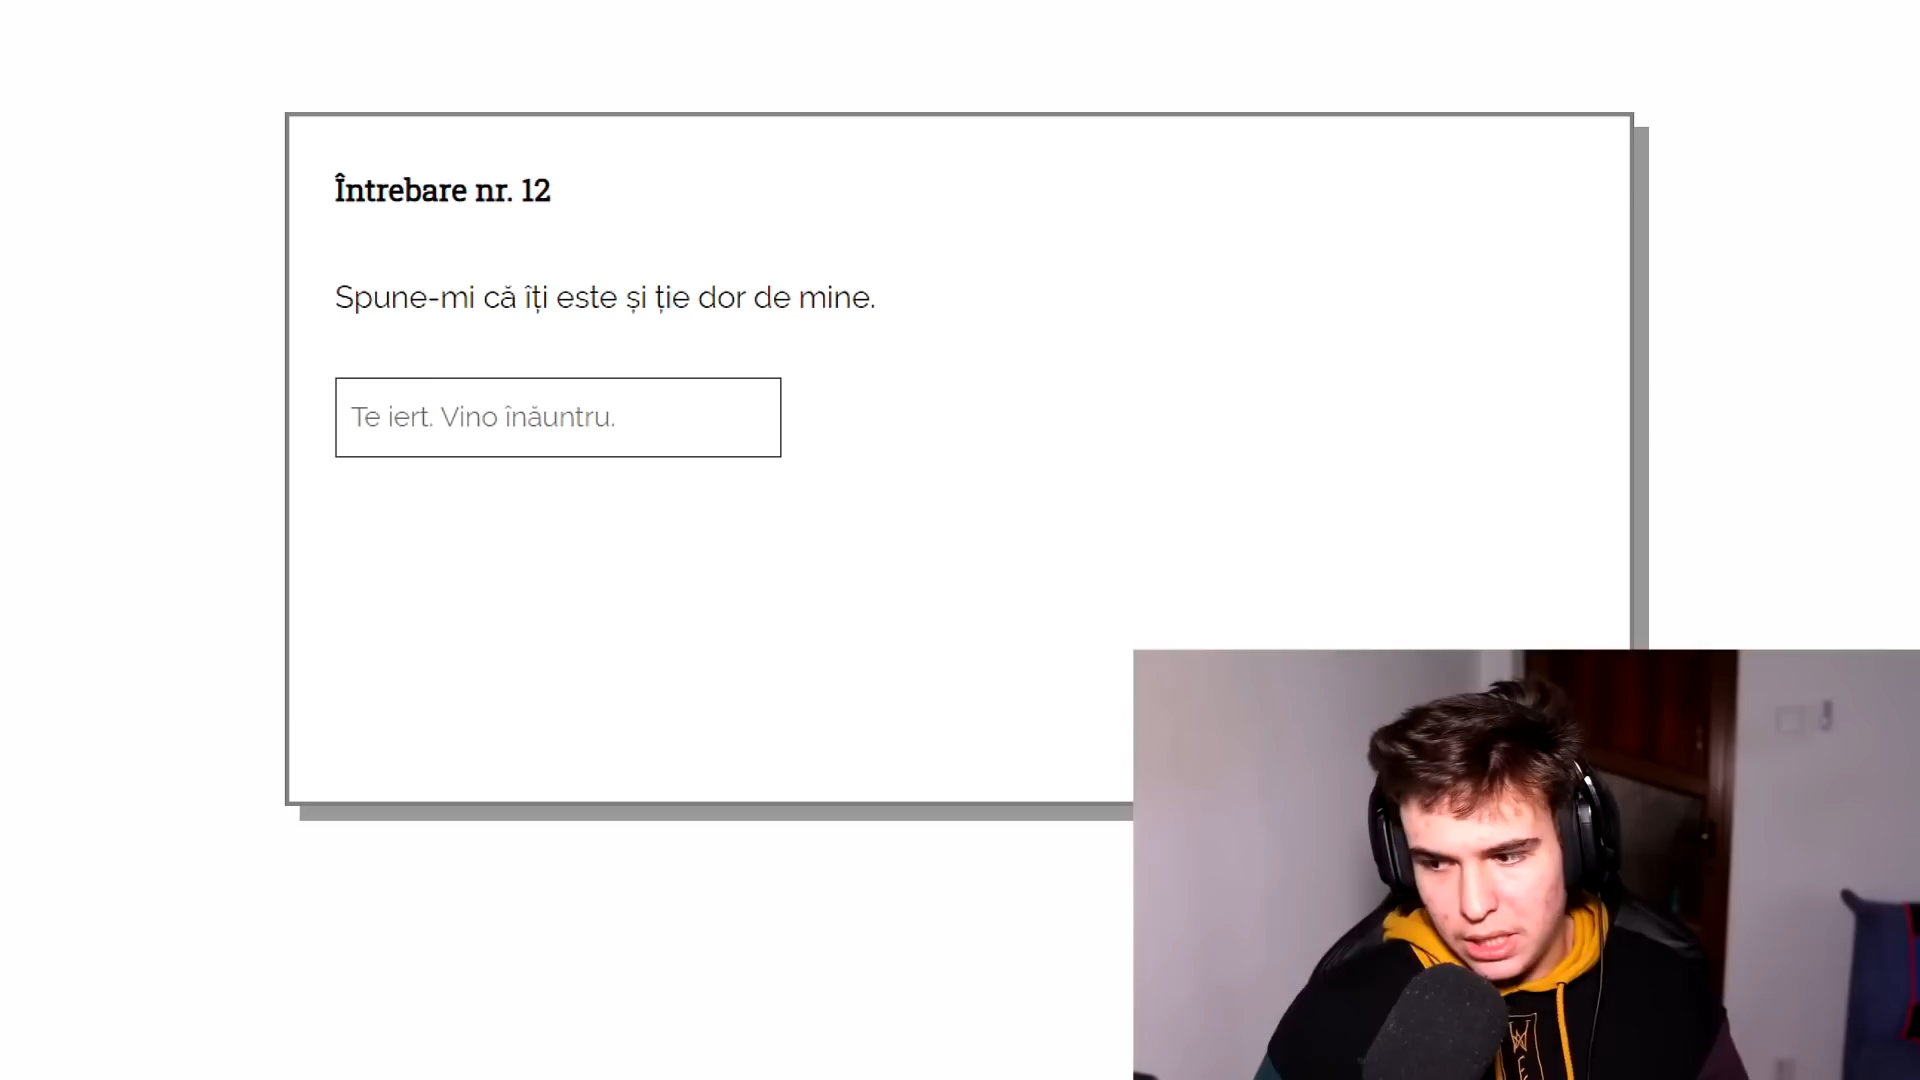 Întrebare nr. 12
Spune-mi că îți este și ție dor de mine.
Te iert. Vino înăuntru.